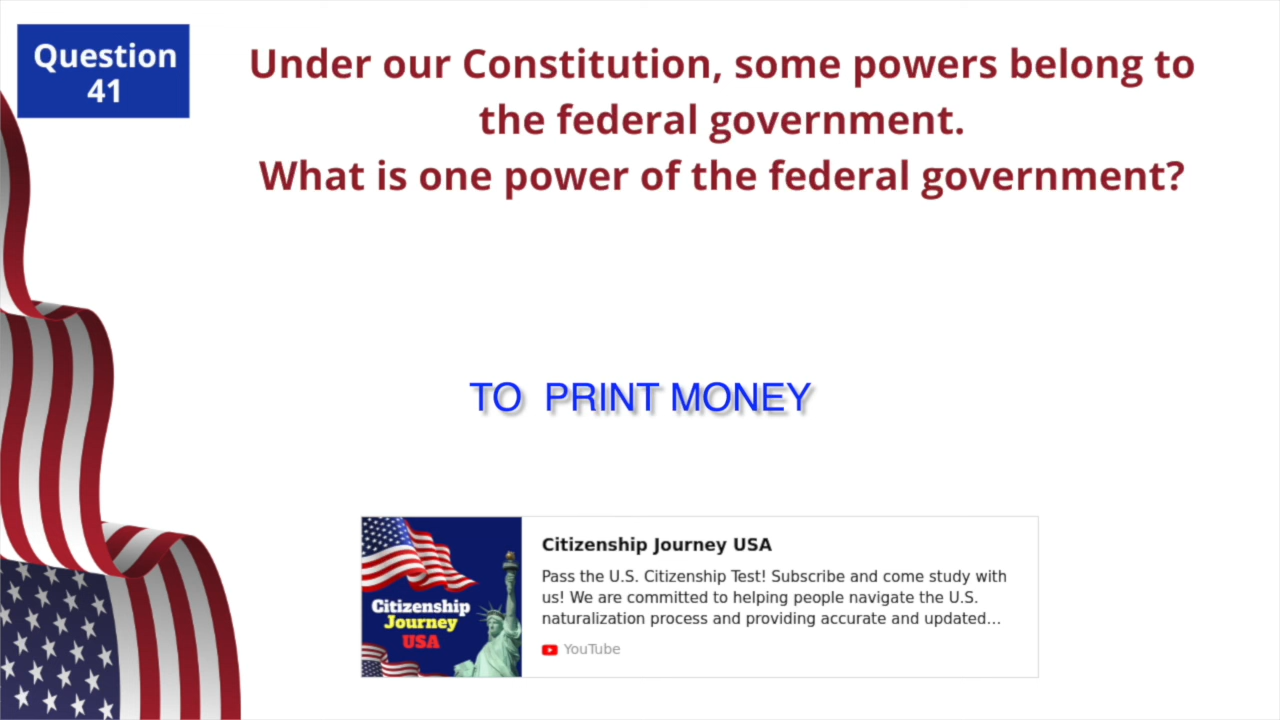 Question
41
Under our Constitution, some powers belong to
the federal government.
What is one power of the federal government?
TO PRINT MONEY
Citizenship
Journey
USA
Citizenship Journey USA
Pass the U.S. Citizenship Test! Subscribe and come study with
us! We are committed to helping people navigate the U.S.
naturalization process and providing accurate and updated...
YouTube